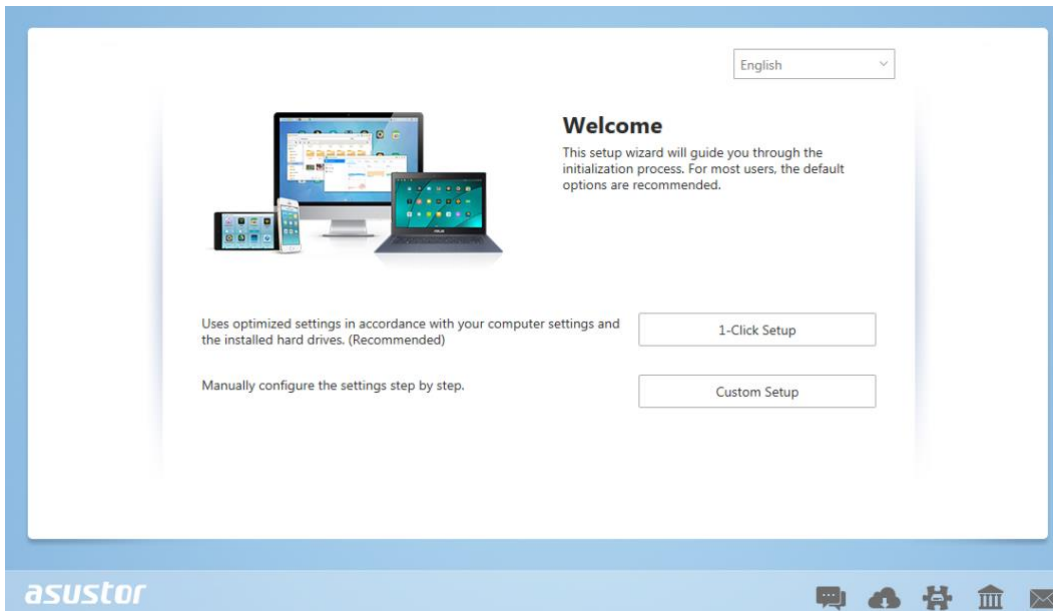 English
Welcome
This setup wizard will guide you through the
initialization process. For most users, the default
options are recommended.
Uses optimized settings in accordance with your computer settings and
the installed hard drives. (Recommended)
1-Click Setup
Manually configure the settings step by step.
Custom Setup
asustor